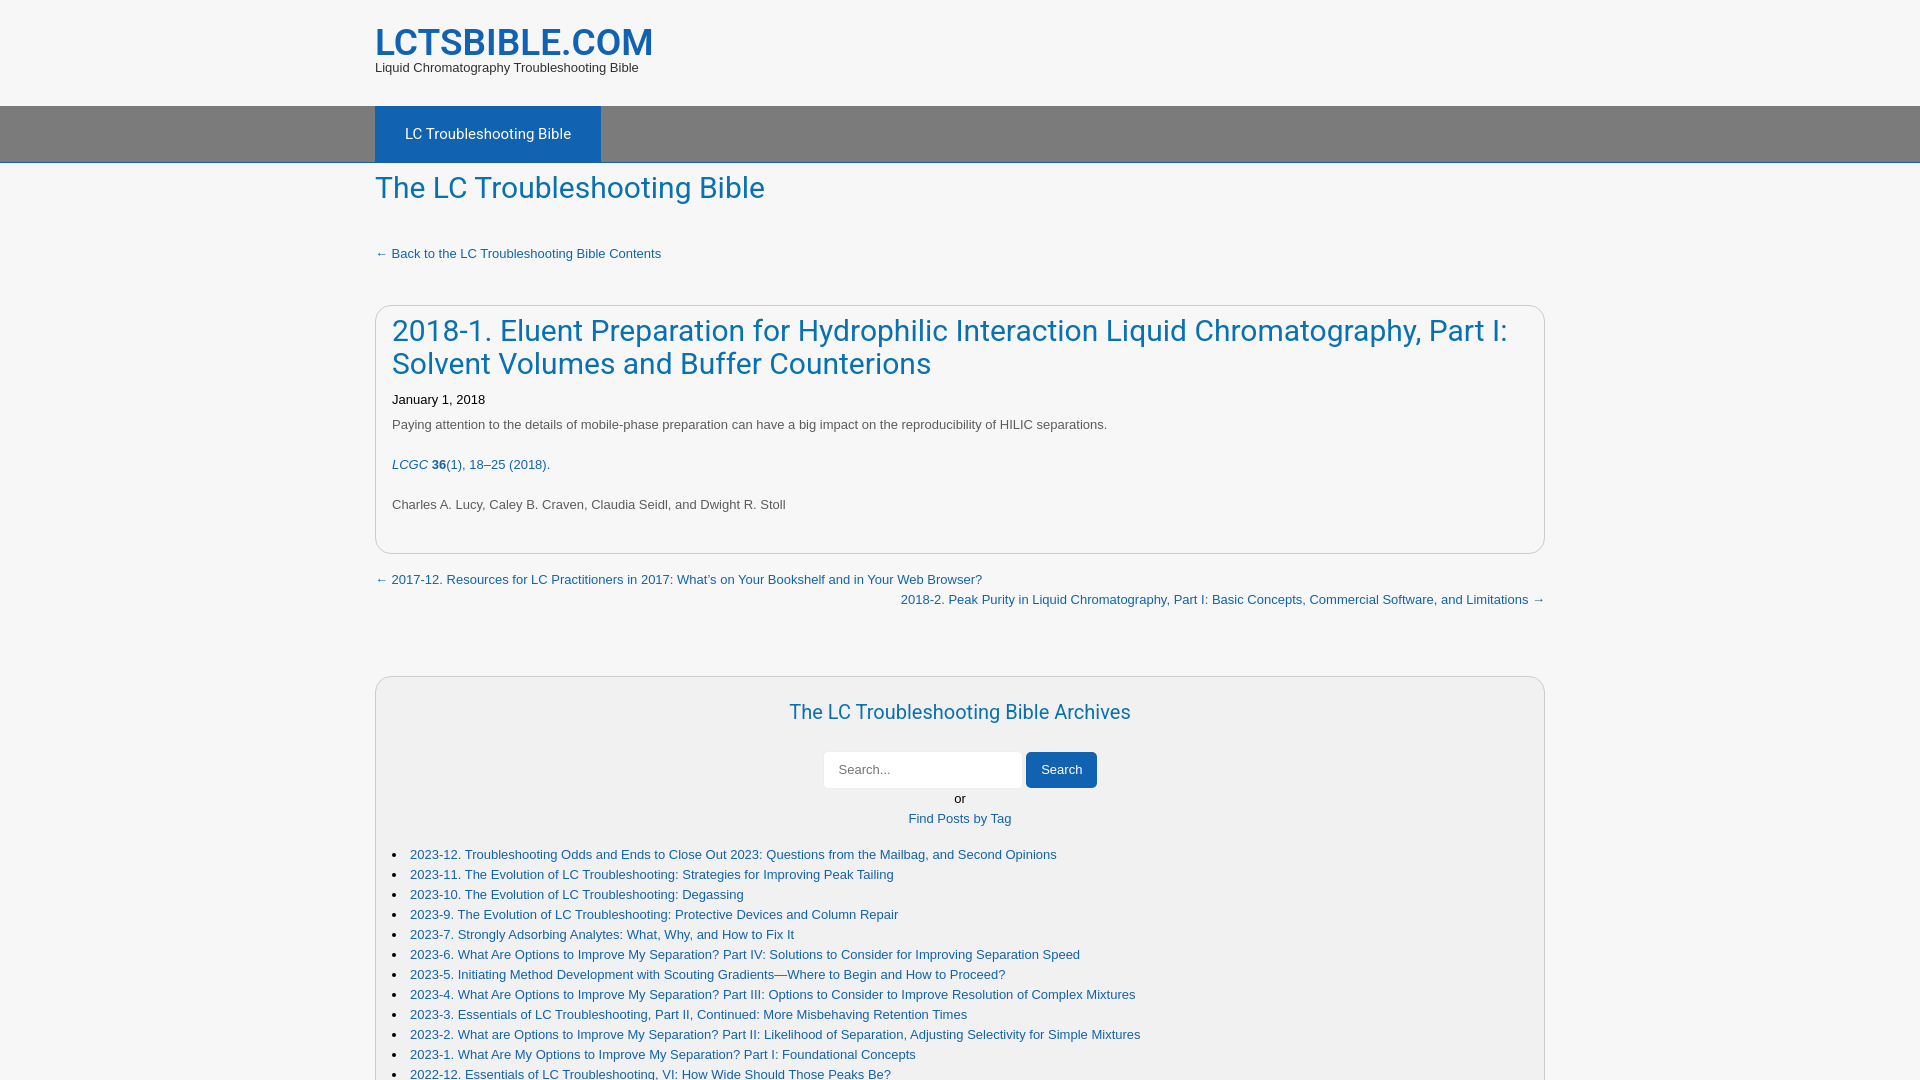 LCTSBIBLE.COM
Liquid Chromatography Troubleshooting Bible
LC Troubleshooting Bible
The LC Troubleshooting Bible
← Back to the LC Troubleshooting Bible Contents
2018-1. Eluent Preparation for Hydrophilic Interaction Liquid Chromatography, Part I:
Solvent Volumes and Buffer Counterions
January 1, 2018
Paying attention to the details of mobile-phase preparation can have a big impact on the reproducibility of HILIC separations.
LCGC 36(1), 18–25 (2018).
Charles A. Lucy, Caley B. Craven, Claudia Seidl, and Dwight R. Stoll
← 2017-12. Resources for LC Practitioners in 2017: What’s on Your Bookshelf and in Your Web Browser?
2018-2. Peak Purity in Liquid Chromatography, Part I: Basic Concepts, Commercial Software, and Limitations →
The LC Troubleshooting Bible Archives
Search... Search
or
Find Posts by Tag
• 2023-12. Troubleshooting Odds and Ends to Close Out 2023: Questions from the Mailbag, and Second Opinions
• 2023-11. The Evolution of LC Troubleshooting: Strategies for Improving Peak Tailing
• 2023-10. The Evolution of LC Troubleshooting: Degassing
• 2023-9. The Evolution of LC Troubleshooting: Protective Devices and Column Repair
• 2023-7. Strongly Adsorbing Analytes: What, Why, and How to Fix It
• 2023-6. What Are Options to Improve My Separation? Part IV: Solutions to Consider for Improving Separation Speed
• 2023-5. Initiating Method Development with Scouting Gradients—Where to Begin and How to Proceed?
• 2023-4. What Are Options to Improve My Separation? Part III: Options to Consider to Improve Resolution of Complex Mixtures
• 2023-3. Essentials of LC Troubleshooting, Part II, Continued: More Misbehaving Retention Times
• 2023-2. What are Options to Improve My Separation? Part II: Likelihood of Separation, Adjusting Selectivity for Simple Mixtures
• 2023-1. What Are My Options to Improve My Separation? Part I: Foundational Concepts
• 2022-12. Essentials of LC Troubleshooting, VI: How Wide Should Those Peaks Be?